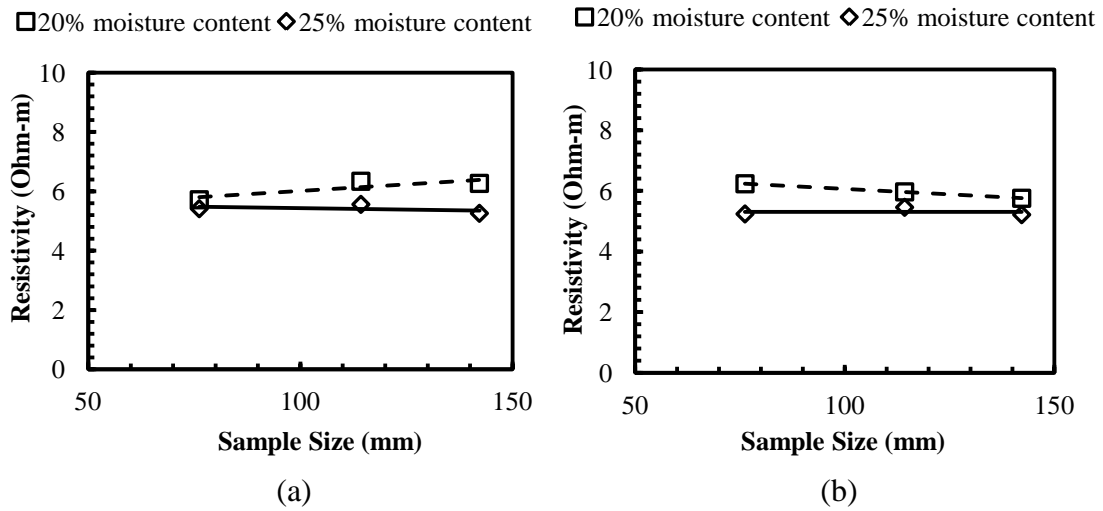 20% moisture content 25% moisture content
10
8
6
4
2
0
50 100 150
Resistivity (Ohm-m)
Sample Size (mm)
(a)
20% moisture content 25% moisture content
10
8
6
4
2
0
50 100 150
Resistivity (Ohm-m)
Sample Size (mm)
(b)